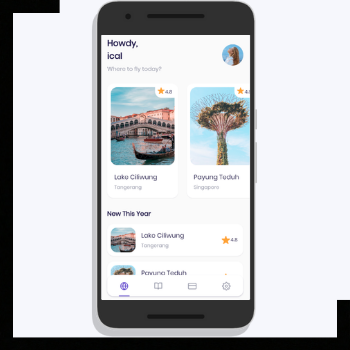 Howdy,
ical
Where to fly today?
4.8
4.8
Lake Ciliwung
Tangerang
Payung Teduh
Singapore
New This Year
Lake Ciliwung
Tangerang
4.8
Payung Teduh